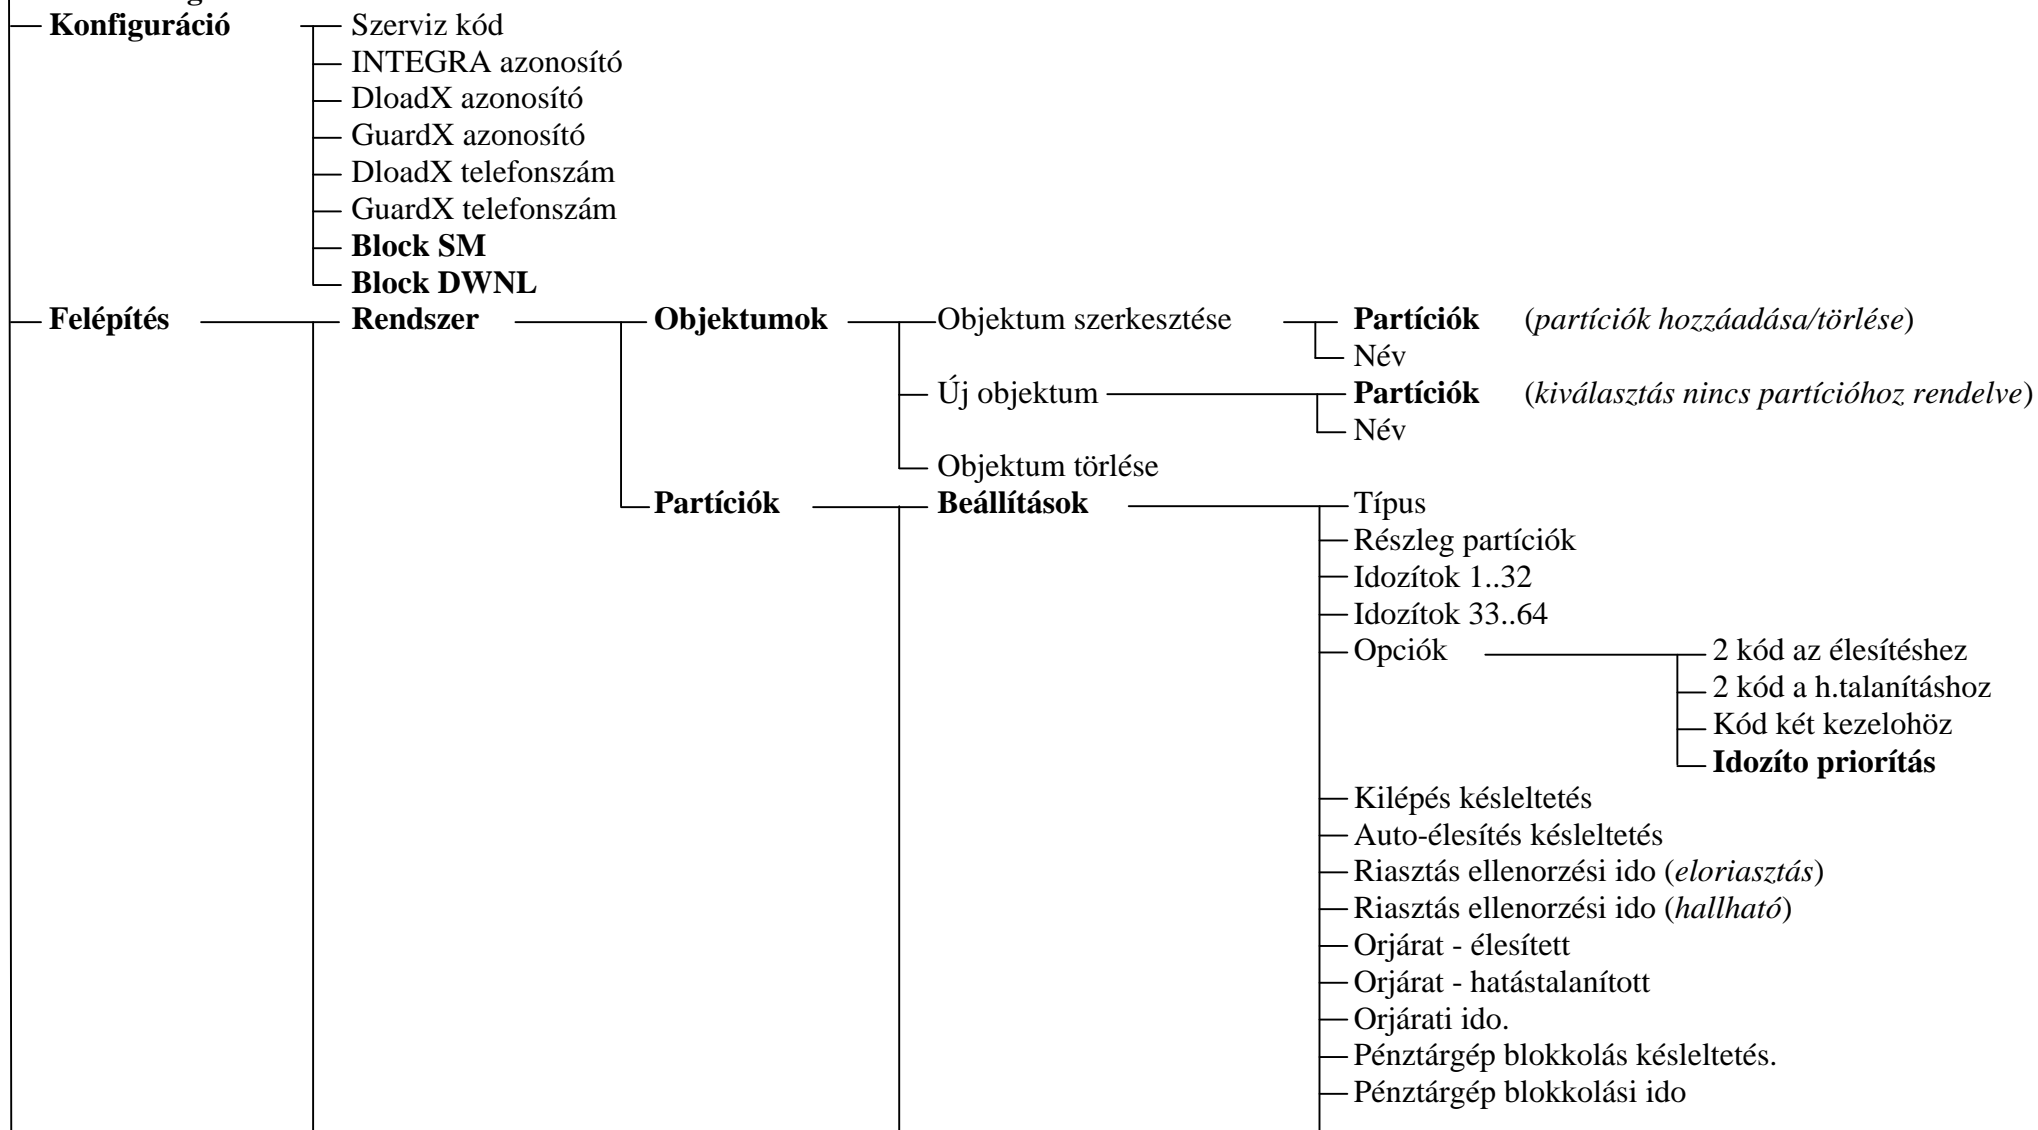 Konfiguráció Szerviz kód
INTEGRA azonosító
DloadX azonosító
GuardX azonosító
DloadX telefonszám
GuardX telefonszám
Block SM
Block DWNL
Felépítés Rendszer Objektumok Objektum szerkesztése Partíciók (partíciók hozzáadása/törlése)
Név
Új objektum Partíciók (kiválasztás nincs partícióhoz rendelve)
Név
Objektum törlése
Partíciók Beállítások Típus
Részleg partíciók
Idozítok 1..32
Idozítok 33..64
Opciók 2 kód az élesítéshez
2 kód a h.talanításhoz
Kód két kezelohöz
Idozíto priorítás
Kilépés késleltetés
Auto-élesítés késleltetés
Riasztás ellenorzési ido (eloriasztás)
Riasztás ellenorzési ido (hallható)
Orjárat - élesített
Orjárat - hatástalanított
Orjárati ido.
Pénztárgép blokkolás késleltetés.
Pénztárgép blokkolási ido